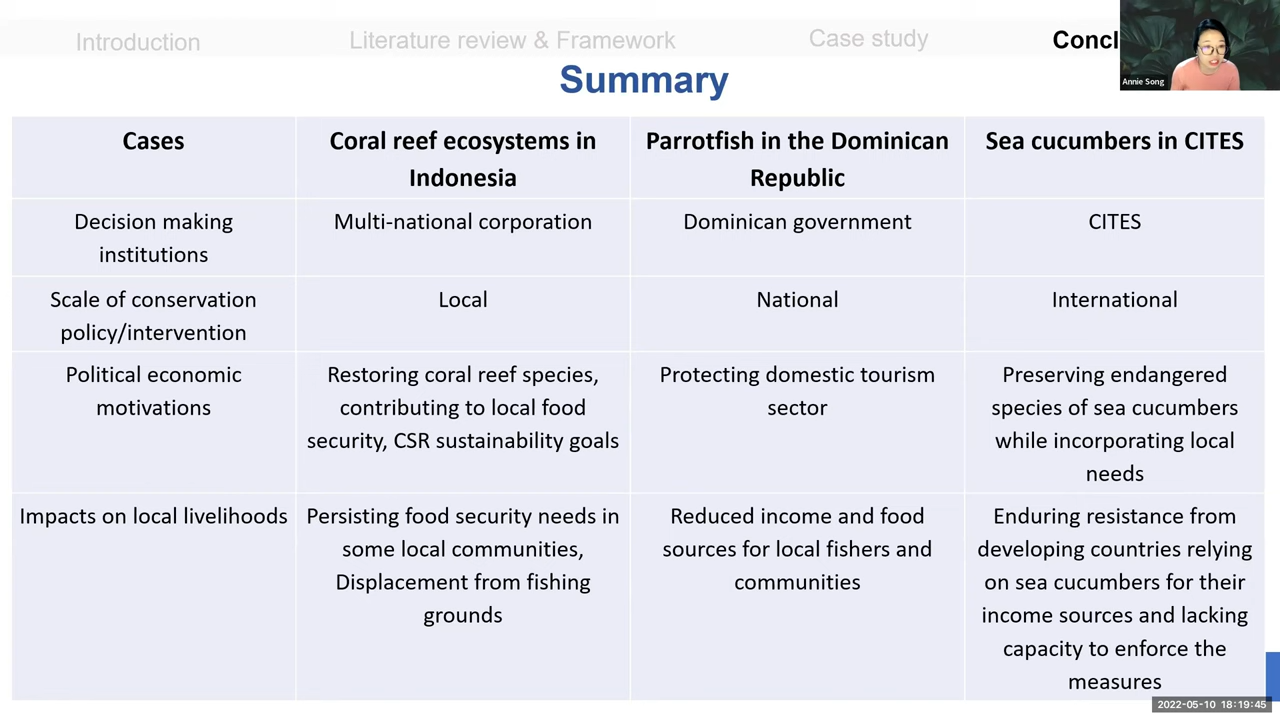 Introduction
Literature review & Framework
Case study
Concl
Annie Song
Summary
Cases
Coral reef ecosystems in
Indonesia
Parrotfish in the Dominican
Republic
Sea cucumbers in CITES
Decision making
institutions
Multi-national corporation
Dominican government
CITES
Scale of conservation
policy/intervention
Local
National
International
Political economic
motivations
Restoring coral reef species,
contributing to local food
security, CSR sustainability goals
Protecting domestic tourism
sector
Preserving endangered
species of sea cucumbers
while incorporating local
needs
Impacts on local livelihoods
Persisting food security needs in
some local communities,
Displacement from fishing
grounds
Reduced income and food
sources for local fishers and
communities
Enduring resistance from
developing countries relying
on sea cucumbers for their
income sources and lacking
capacity to enforce the
measures
2022-05-10 18:19:45